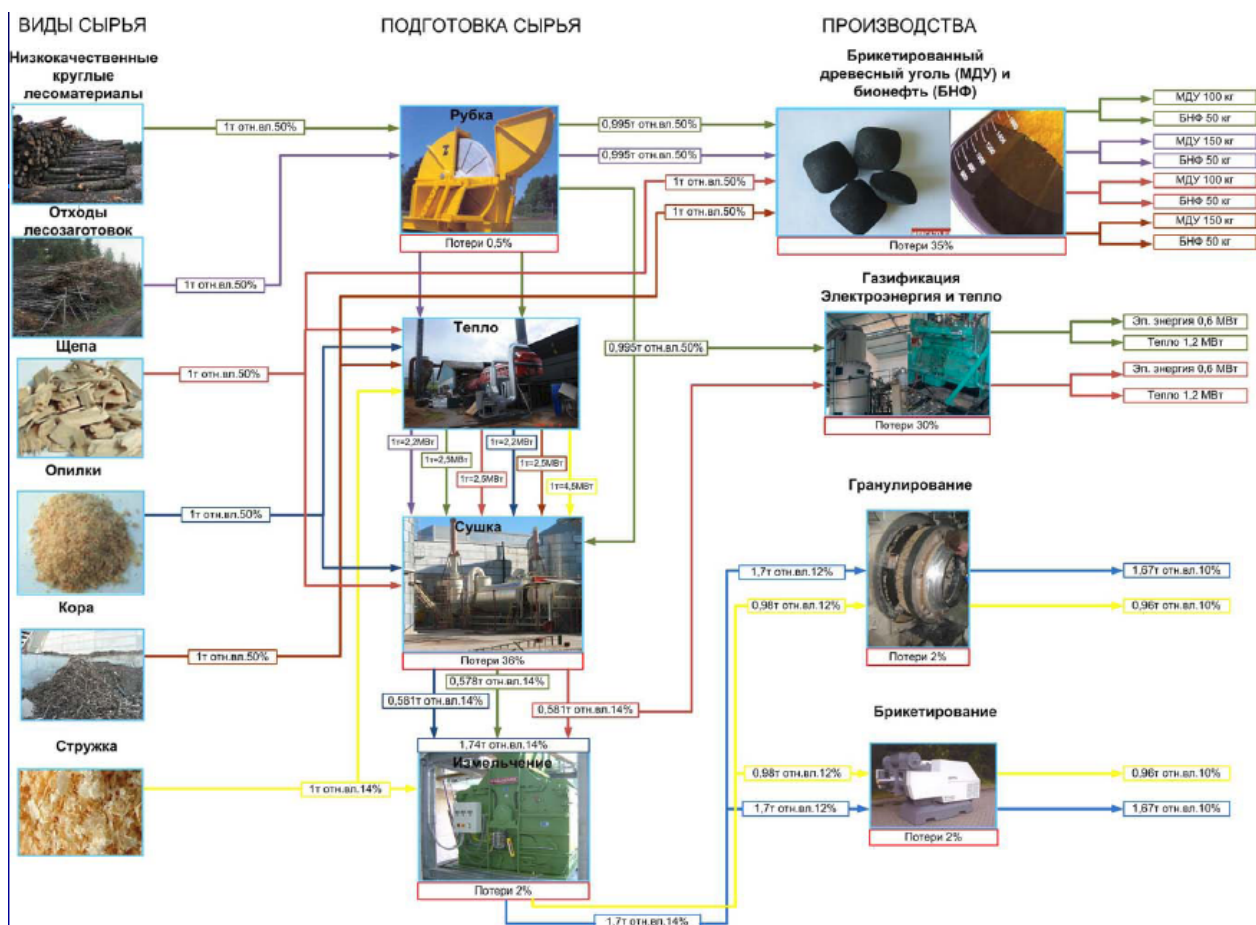 ВИДЫ СЫРЬЯ
ПОДГОТОВКА СЫРЬЯ
ПРОИЗВОДСТВА
Низкокачественные
круглые
лесоматериалы
1т отн.вл.50%
Отходы
лесозаготовок
1т отн.вл.50%
Щепа
1т отн.вл.50%
Опилки
1т отн.вл.50%
Кора
1т отн.вл.50%
Стружка
1т отн.вл.14%
Рубка
Потери 0,5%
Тепло
1т=2,2МВт
1т=2,5МВт
1т=2,5МВт
1т=2,2МВт
1т=2,5МВт
1т=4,5МВт
Сушка
Потери 36%
0,581т отн.вл.14%
0,578т отн.вл.14%
0,581т отн.вл.14%
1,74т отн.вл.14%
Измельчение
Потери 2%
1,7т отн.вл.14%
0,995т отн.вл.50%
0,995т отн.вл.50%
1т отн.вл.50%
1т отн.вл.50%
0,995т отн.вл.50%
Брикетированный
древесный уголь (МДУ) и
бионефть (БНФ)
Потери 35%
МДУ 100 кг
БНФ 50 кг
МДУ 150 кг
БНФ 50 кг
МДУ 100 кг
БНФ 50 кг
МДУ 150 кг
БНФ 50 кг
Газификация
Электроэнергия и тепло
Потери 30%
Эл. энергия 0,6 МВт
Тепло 1,2 МВт
Эл. энергия 0,6 МВт
Тепло 1,2 МВт
Гранулирование
1,7т отн.вл.12%
0,98т отн.вл.12%
Потери 2%
1,67т отн.вл.10%
0,96т отн.вл.10%
Брикетирование
0,98т отн.вл.12%
1,7т отн.вл.12%
Потери 2%
0,96т отн.вл.10%
1,67т отн.вл.10%